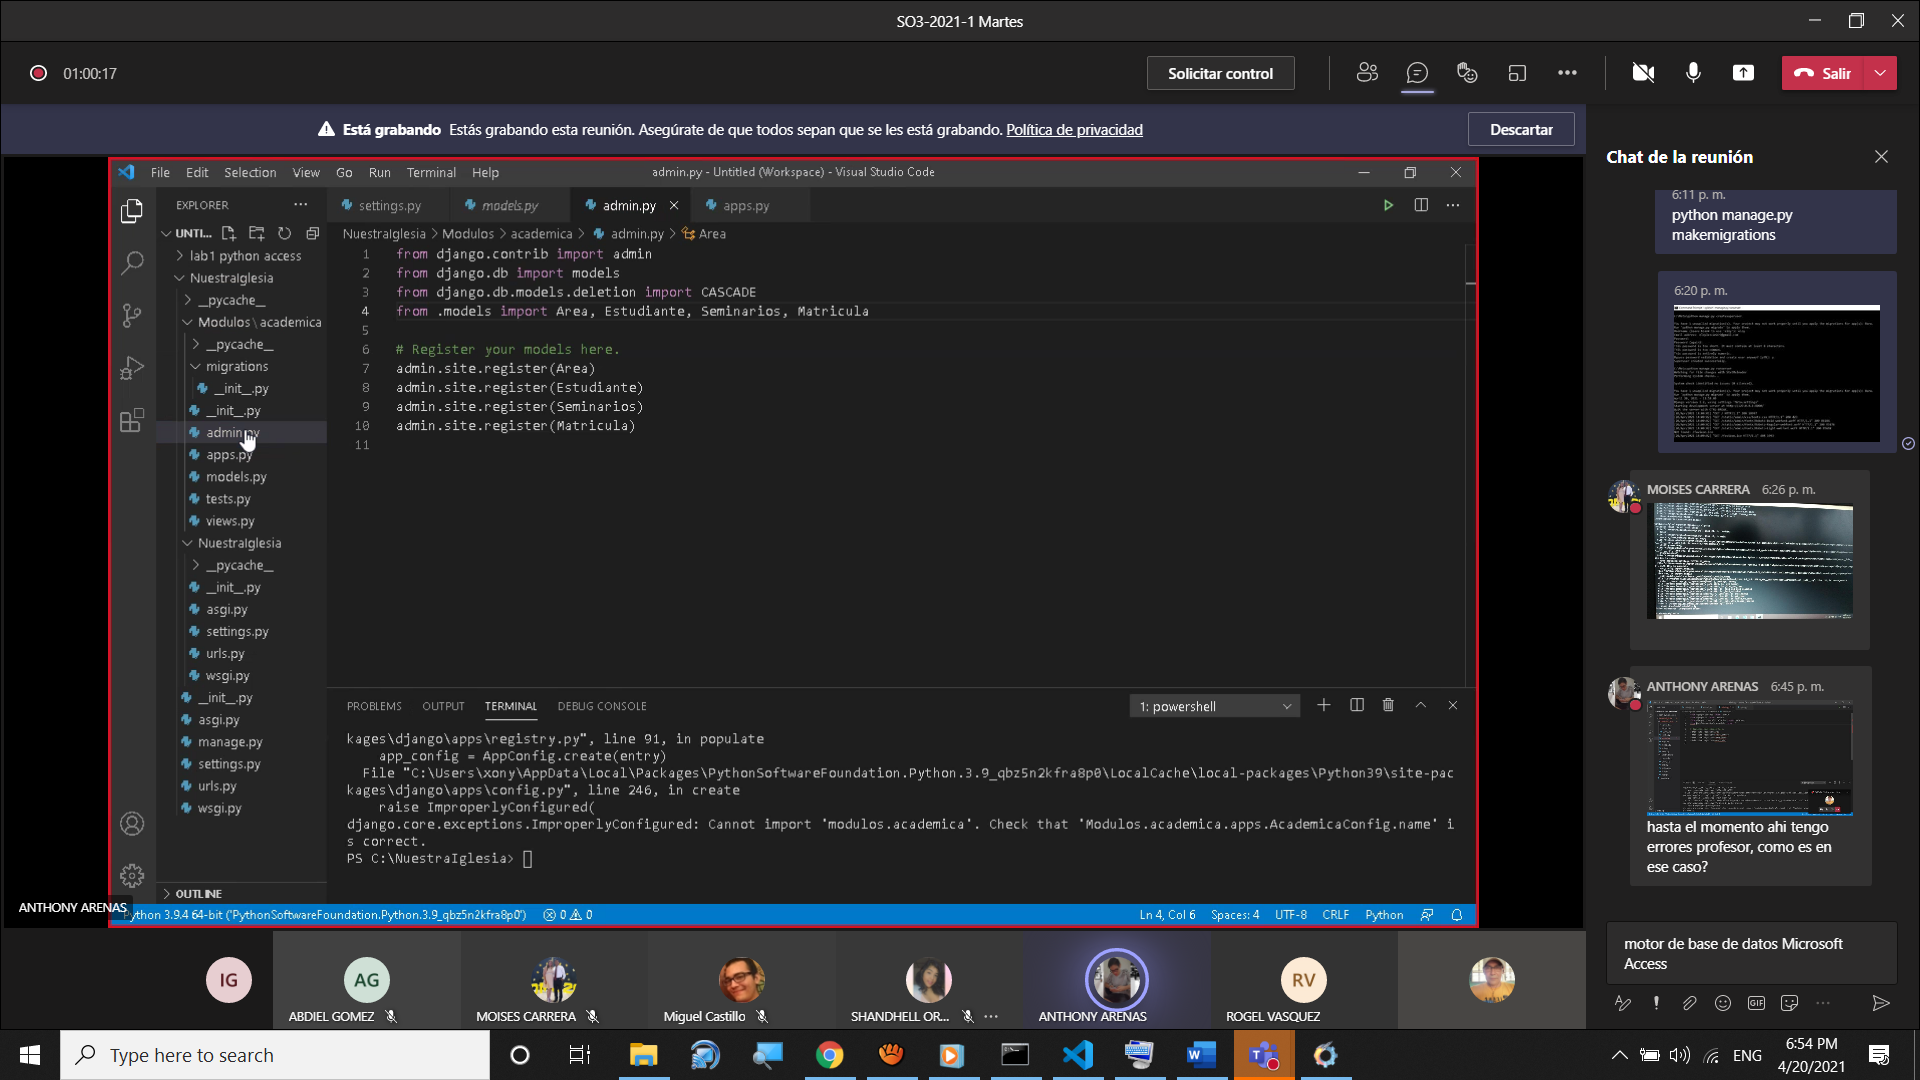 SO3-2021-1 Martes
01:00:17
Solicitar control
Salir
Está grabando Estás grabando esta reunión. Asegúrate de que todos sepan que se les está grabando. Política de privacidad
Descartar
File Edit Selection View Go Run Terminal Help
admin.py - Untitled (Workspace) - Visual Studio Code
EXPLORER
settings.py
models.py
admin.py
apps.py
UNTI...
NuestraIglesia > Modulos > academica > admin.py > Area
lab1 python access
NuestraIglesia
__pycache__
Modulos \ academica
__pycache__
migrations
__init__.py
__init__.py
admin.py
apps.py
models.py
tests.py
views.py
NuestraIglesia
__pycache__
__init__.py
asgi.py
settings.py
urls.py
wsgi.py
__init__.py
asgi.py
manage.py
settings.py
urls.py
wsgi.py
OUTLINE
1 from django.contrib import admin
2 from django.db import models
3 from django.db.models.deletion import CASCADE
4 from .models import Area, Estudiante, Seminarios, Matricula
5
6 # Register your models here.
7 admin.site.register(Area)
8 admin.site.register(Estudiante)
9 admin.site.register(Seminarios)
10 admin.site.register(Matricula)
11
PROBLEMS OUTPUT TERMINAL DEBUG CONSOLE
1: powershell
kages\django\apps\registry.py", line 91, in populate
app_config = AppConfig.create(entry)
File "C:\Users\xony\AppData\Local\Packages\PythonSoftwareFoundation.Python.3.9_qbz5n2kfra8p0\LocalCache\local-packages\Python39\site-pac
kages\django\apps\config.py", line 246, in create
raise ImproperlyConfigured(
django.core.exceptions.ImproperlyConfigured: Cannot import 'modulos.academica'. Check that 'Modulos.academica.apps.AcademicaConfig.name' i
s correct.
PS C:\NuestraIglesia>
ANTHONY ARENAS
Python 3.9.4 64-bit ('PythonSoftwareFoundation.Python.3.9_qbz5n2kfra8p0')
0 0
Ln 4, Col 6 Spaces: 4 UTF-8 CRLF Python
Chat de la reunión
6:11 p. m.
python manage.py
makemigrations
6:20 p. m.
MOISES CARRERA 6:26 p. m.
ANTHONY ARENAS 6:45 p. m.
hasta el momento ahi tengo
errores profesor, como es en
ese caso?
motor de base de datos Microsoft
Access
GIF
IG
AG
RV
ABDIEL GOMEZ
MOISES CARRERA
Miguel Castillo
SHANDHELL OR...
ANTHONY ARENAS
ROGEL VASQUEZ
Type here to search
ENG
6:54 PM
4/20/2021